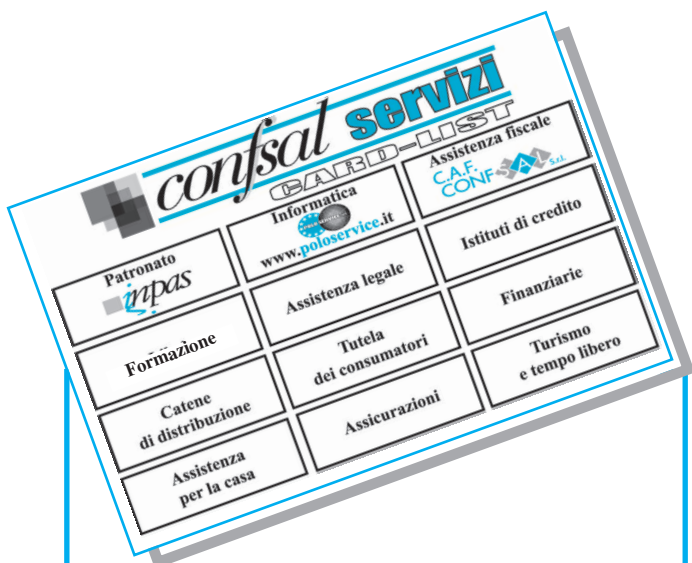 confsal servizi
CARD-LIST
Patronato
inpas
Informatica
www.poloservice.it
Assistenza fiscale
C.A.F.
CONFSAL S.r.l.
Formazione
Assistenza legale
Istituti di credito
Catene
di distribuzione
Tutela
dei consumatori
Finanziarie
Assistenza
per la casa
Assicurazioni
Turismo
e tempo libero